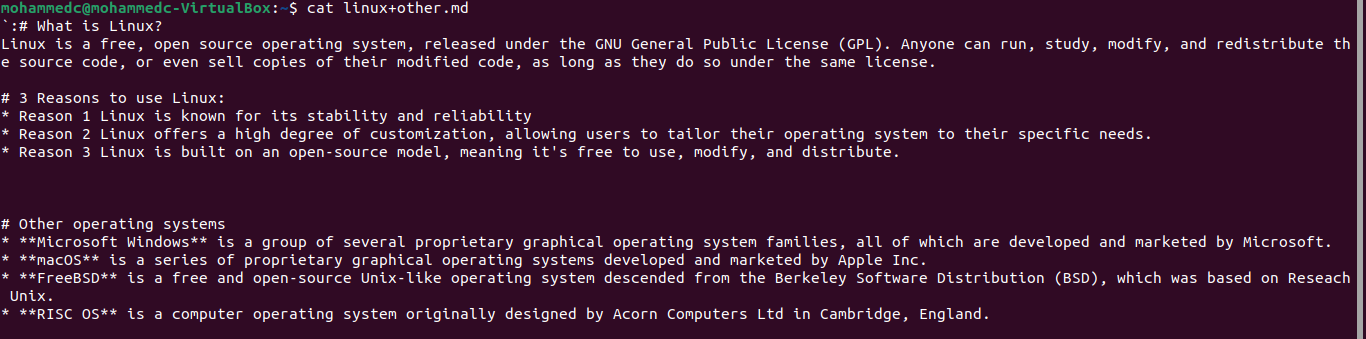 mohammedc@mohammedc-VirtualBox:~$ cat linux+other.md
`:# What is Linux?
Linux is a free, open source operating system, released under the GNU General Public License (GPL). Anyone can run, study, modify, and redistribute th
e source code, or even sell copies of their modified code, as long as they do so under the same license.

# 3 Reasons to use Linux:
* Reason 1 Linux is known for its stability and reliability
* Reason 2 Linux offers a high degree of customization, allowing users to tailor their operating system to their specific needs.
* Reason 3 Linux is built on an open-source model, meaning it's free to use, modify, and distribute.

# Other operating systems
* **Microsoft Windows** is a group of several proprietary graphical operating system families, all of which are developed and marketed by Microsoft.
* **macOS** is a series of proprietary graphical operating systems developed and marketed by Apple Inc.
* **FreeBSD** is a free and open-source Unix-like operating system descended from the Berkeley Software Distribution (BSD), which was based on Reseach
 Unix.
* **RISC OS** is a computer operating system originally designed by Acorn Computers Ltd in Cambridge, England.